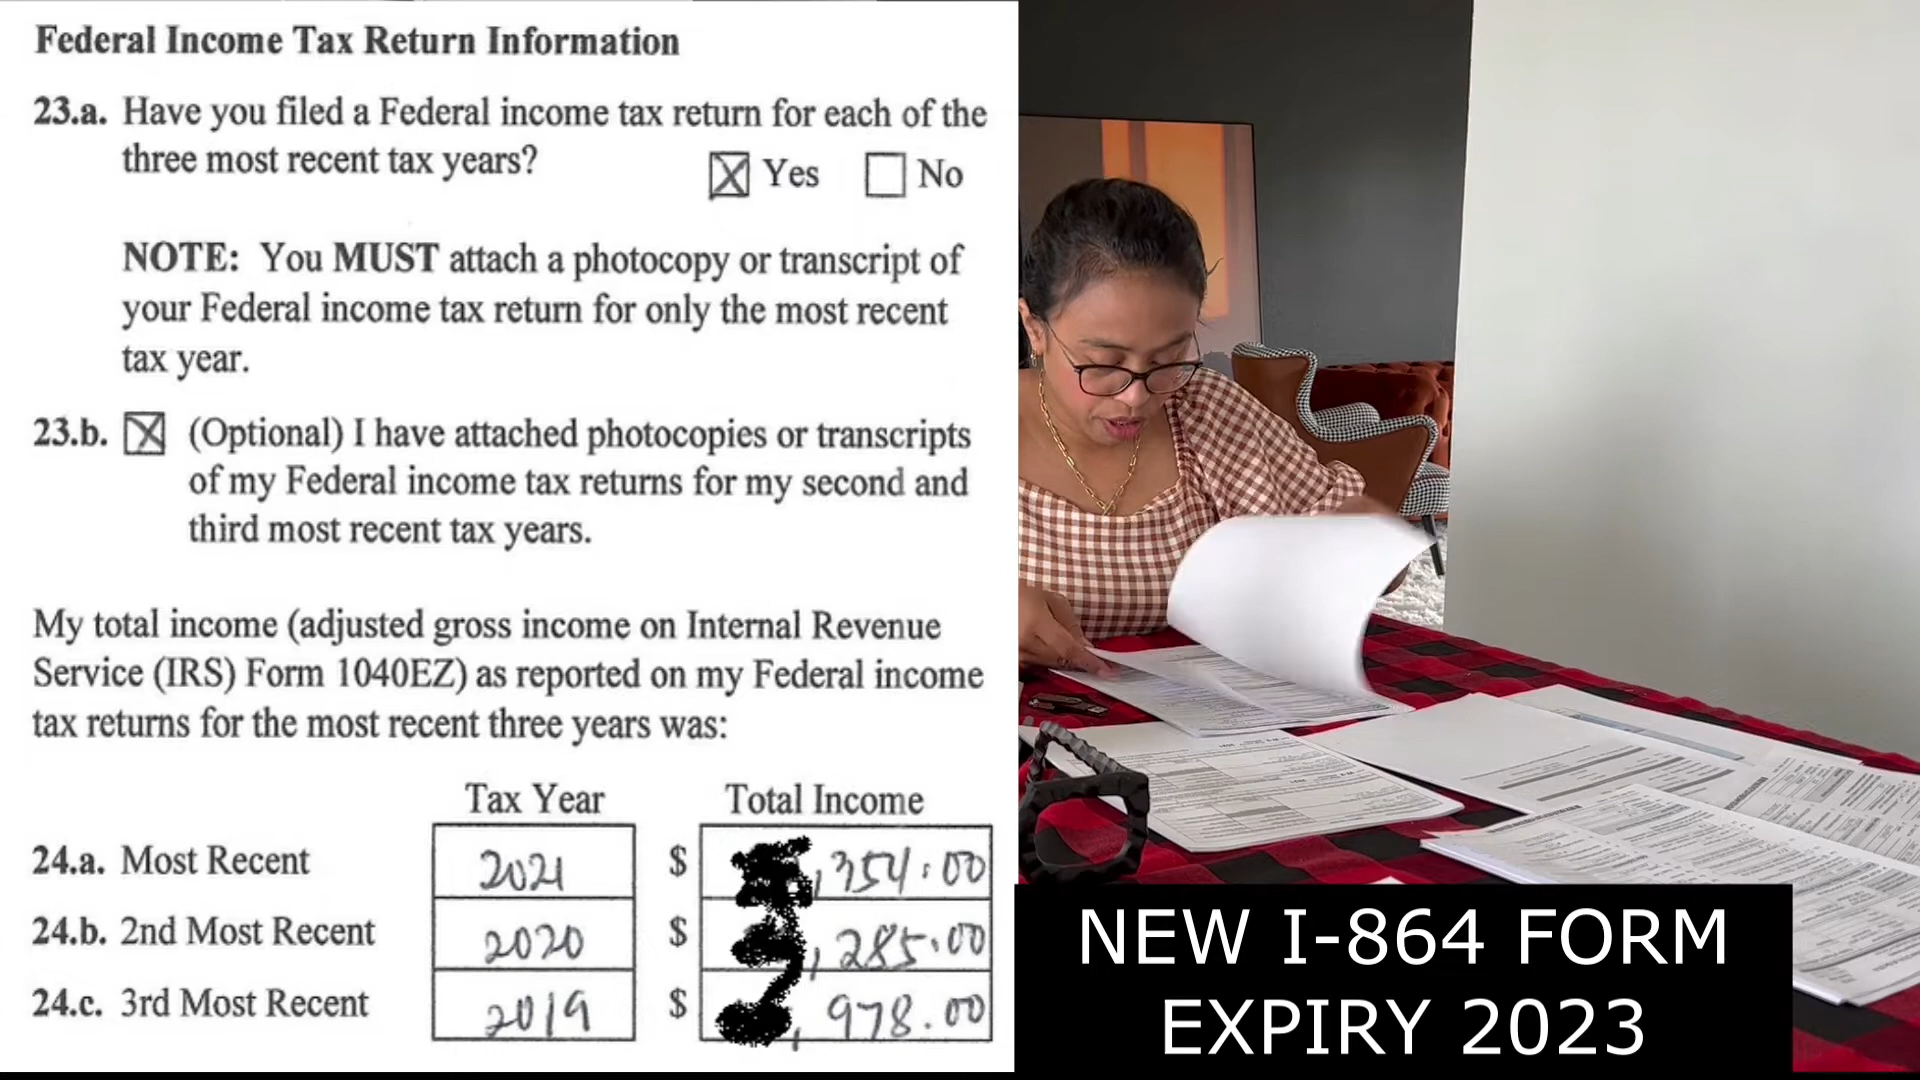 Federal Income Tax Return Information
23.a. Have you filed a Federal income tax return for each of the
three most recent tax years? Yes No
NOTE: You MUST attach a photocopy or transcript of
your Federal income tax return for only the most recent
tax year.
23.b. (Optional) I have attached photocopies or transcripts
of my Federal income tax returns for my second and
third most recent tax years.
My total income (adjusted gross income on Internal Revenue
Service (IRS) Form 1040EZ) as reported on my Federal income
tax returns for the most recent three years was:
Tax Year Total Income
24.a. Most Recent 2021 $ ,354.00
24.b. 2nd Most Recent 2020 $ ,285.00
24.c. 3rd Most Recent 2019 $ , 978.00
NEW I-864 FORM
EXPIRY 2023